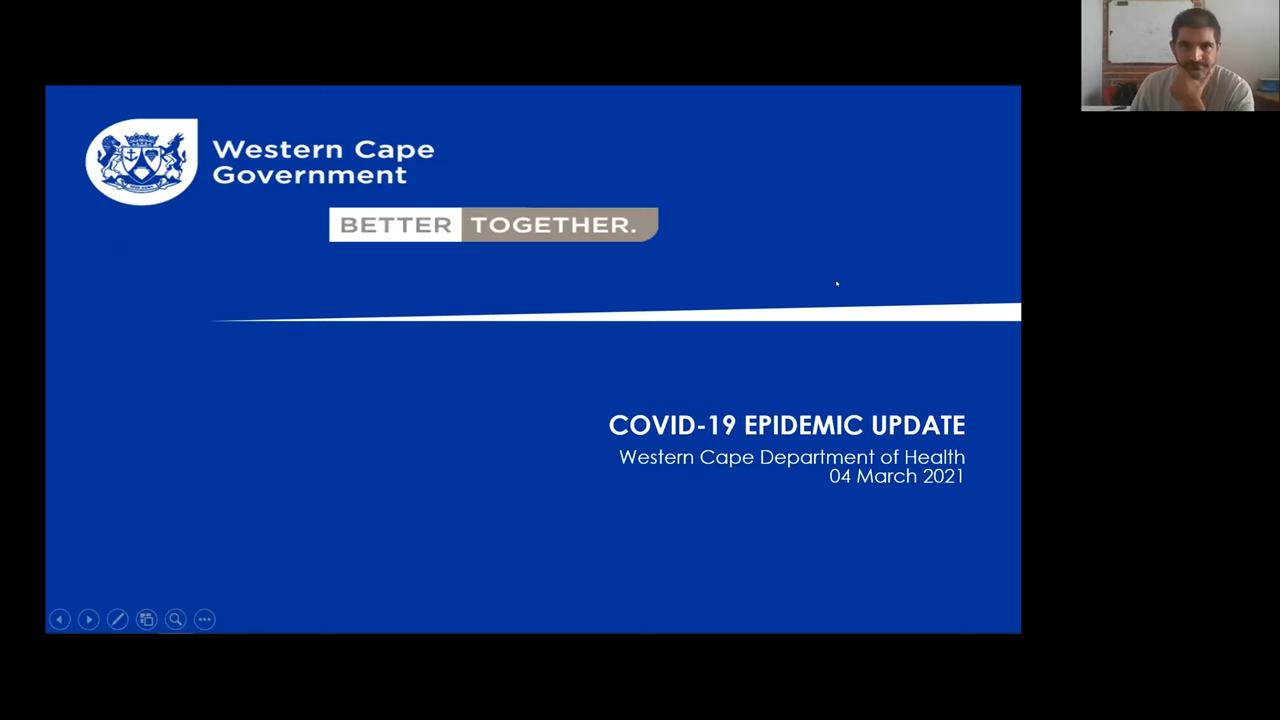 Western Cape
Government
BETTER TOGETHER.
COVID-19 EPIDEMIC UPDATE
Western Cape Department of Health
04 March 2021